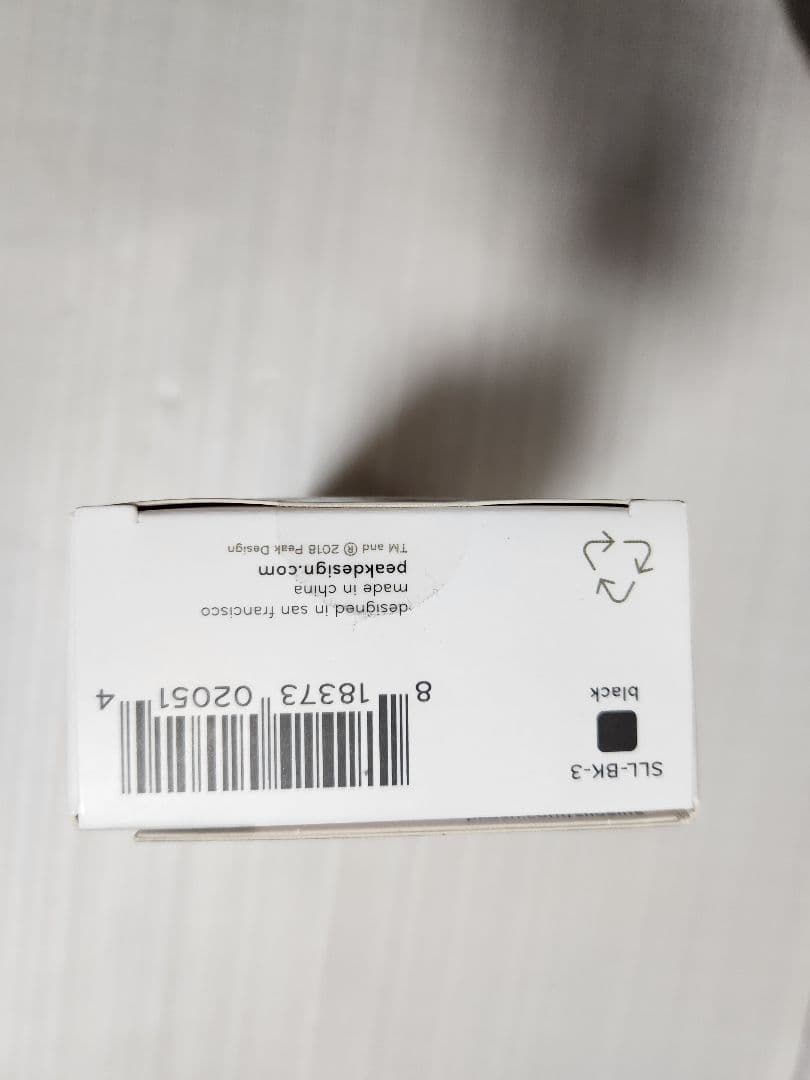 SLL-BK-3
black
8 18373 02051 4
designed in san francisco
made in china
peakdesign.com
TM and ® 2018 Peak Design